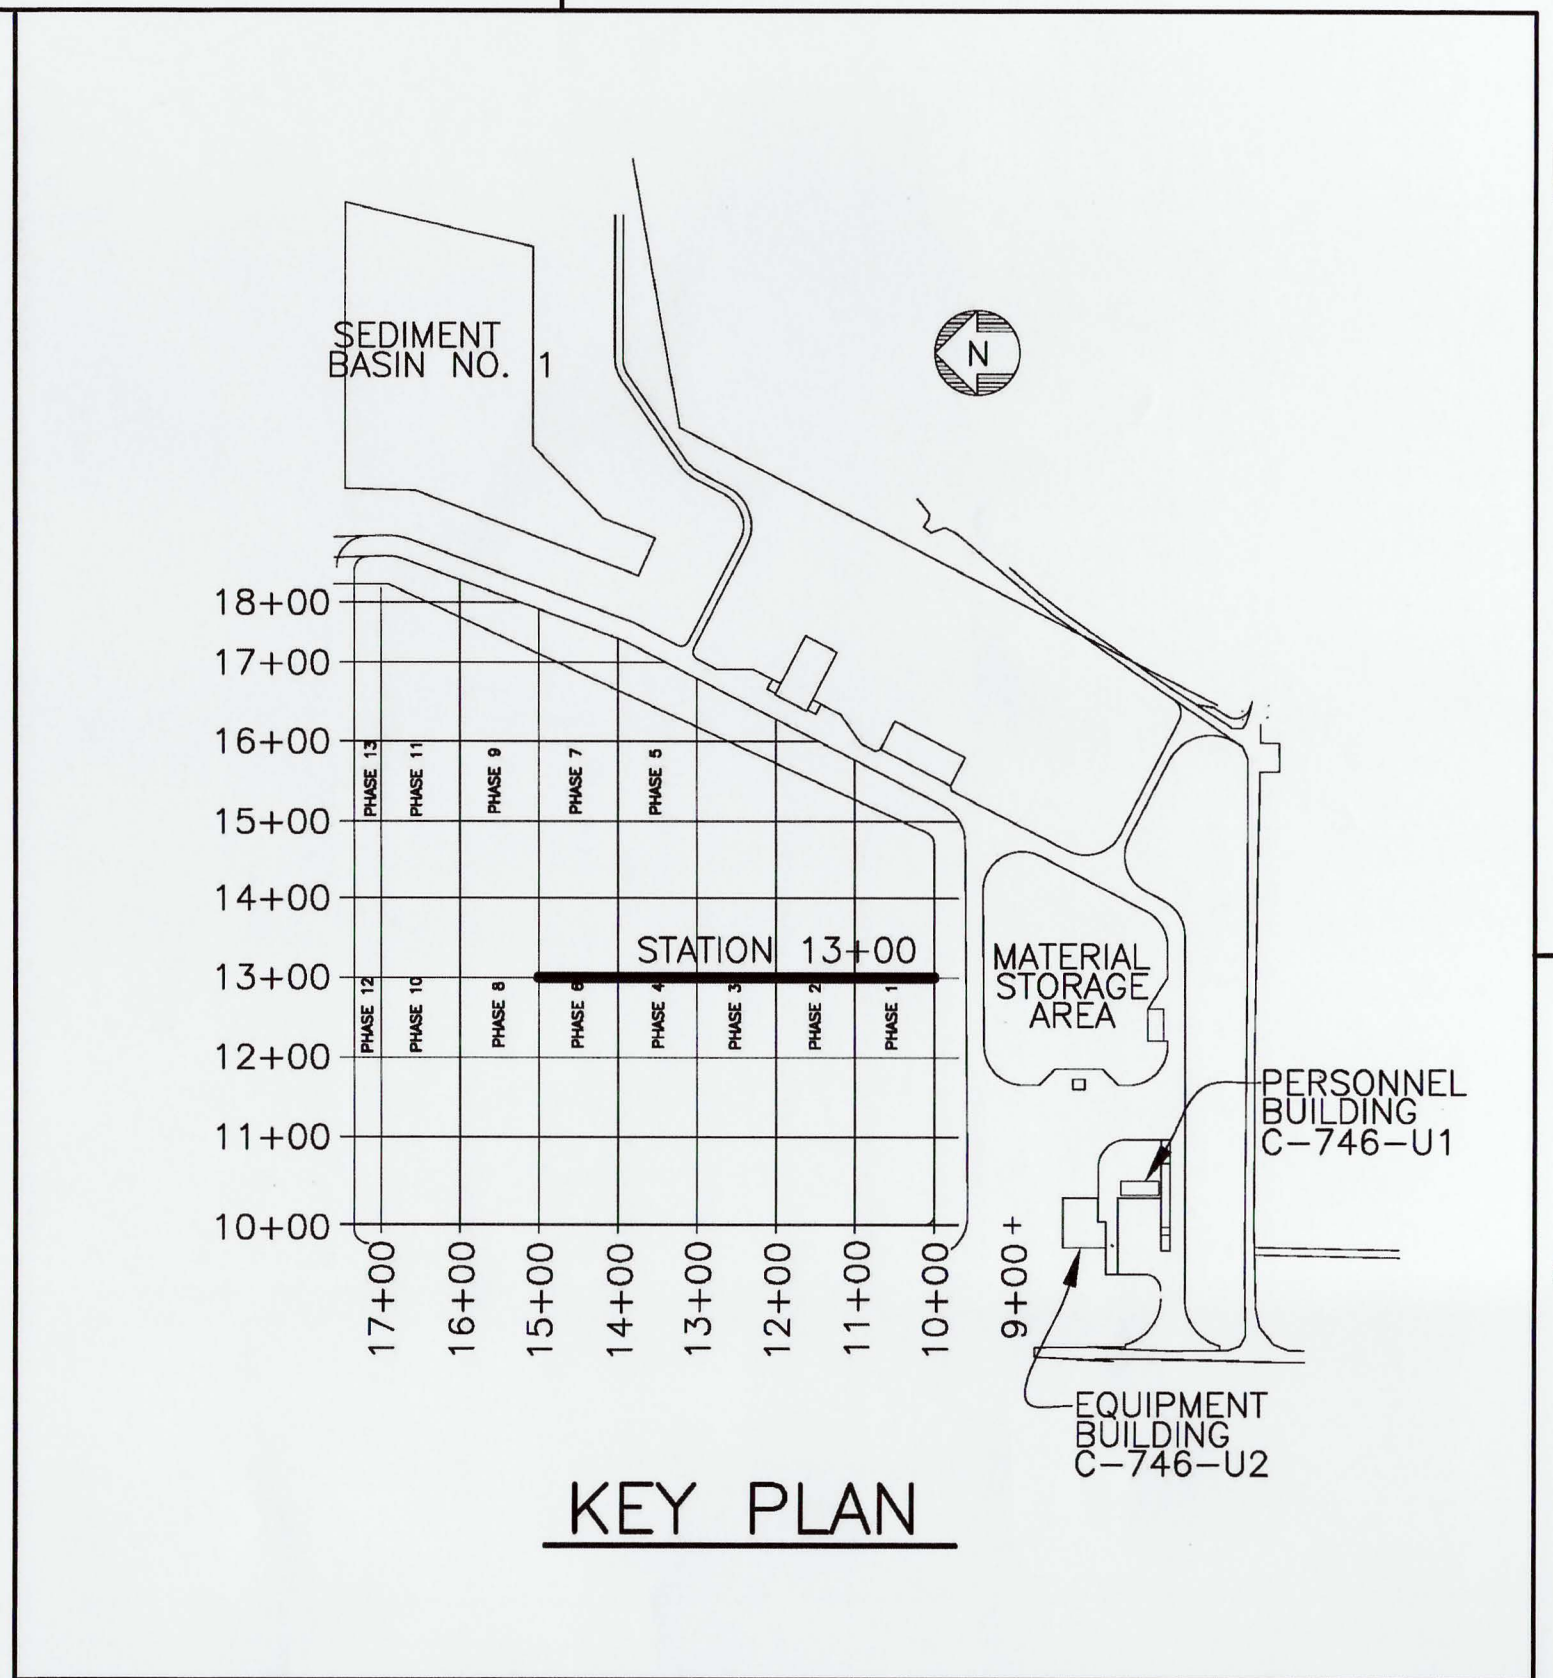 SEDIMENT
BASIN NO. 1
N
18+00
17+00
16+00
15+00
14+00
13+00
12+00
11+00
10+00
PHASE 13
PHASE 11
PHASE 9
PHASE 7
PHASE 5
STATION 13+00
PHASE 12
PHASE 10
PHASE 8
PHASE 6
PHASE 4
PHASE 3
PHASE 2
PHASE 1
MATERIAL
STORAGE
AREA
PERSONNEL
BUILDING
C-746-U1
17+00
16+00
15+00
14+00
13+00
12+00
11+00
10+00
9+00+
EQUIPMENT
BUILDING
C-746-U2
KEY PLAN